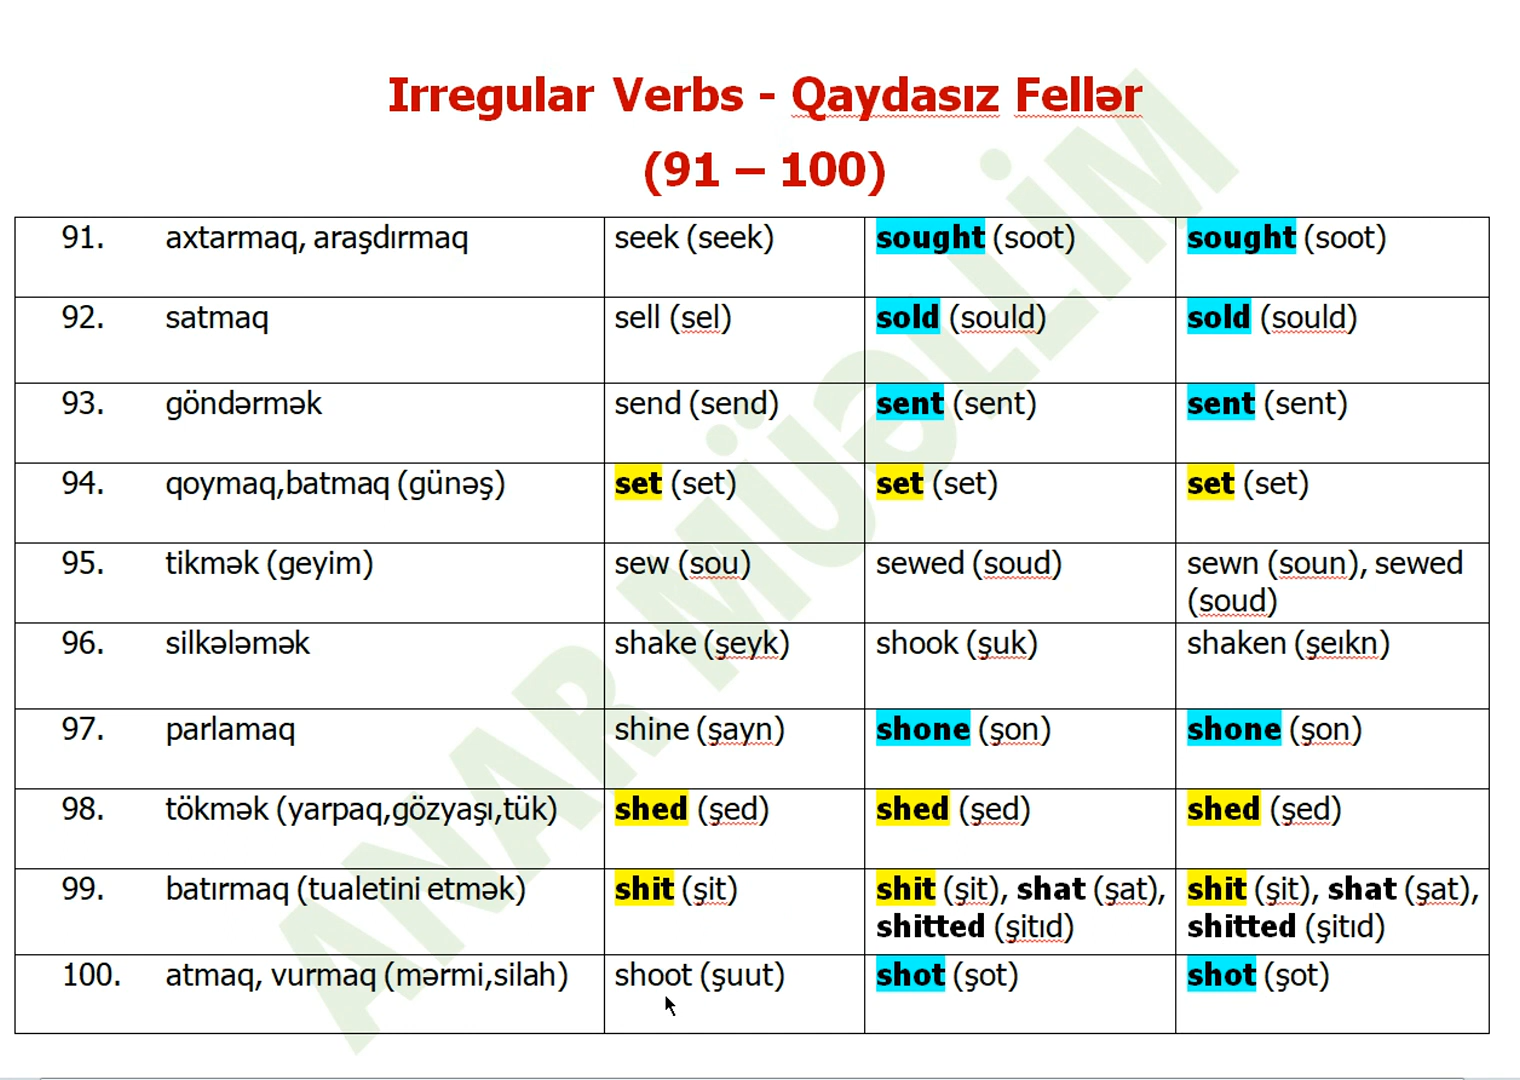 Irregular Verbs - Qaydasız Fellər
(91 – 100)
91. axtarmaq, araşdırmaq seek (seek) sought (soot) sought (soot)
92. satmaq sell (sel) sold (sould) sold (sould)
93. göndərmək send (send) sent (sent) sent (sent)
94. qoymaq,batmaq (günəş) set (set) set (set) set (set)
95. tikmək (geyim) sew (sou) sewed (soud) sewn (soun), sewed
(soud)
96. silkələmək shake (şeyk) shook (şuk) shaken (şeıkn)
97. parlamaq shine (şayn) shone (şon) shone (şon)
98. tökmək (yarpaq,gözyaşı,tük) shed (şed) shed (şed) shed (şed)
99. batırmaq (tualetini etmək) shit (şit) shit (şit), shat (şat), shit (şit), shat (şat),
shitted (şitıd) shitted (şitıd)
100. atmaq, vurmaq (mərmi,silah) shoot (şuut) shot (şot) shot (şot)
ANAR MÜƏLLİM